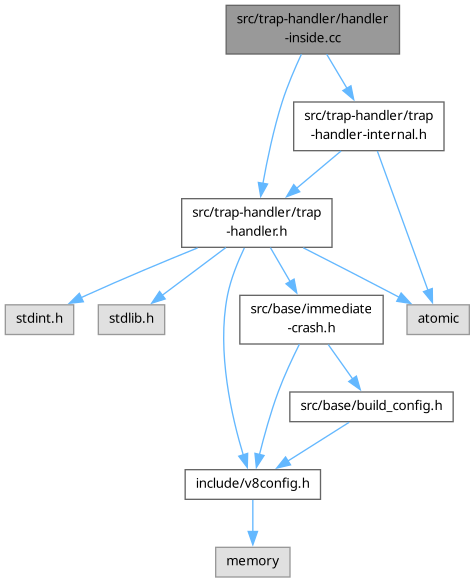 src/trap-handler/handler
-inside.cc
src/trap-handler/trap
-handler-internal.h
src/trap-handler/trap
-handler.h
stdint.h
stdlib.h
src/base/immediate
-crash.h
atomic
src/base/build_config.h
include/v8config.h
memory